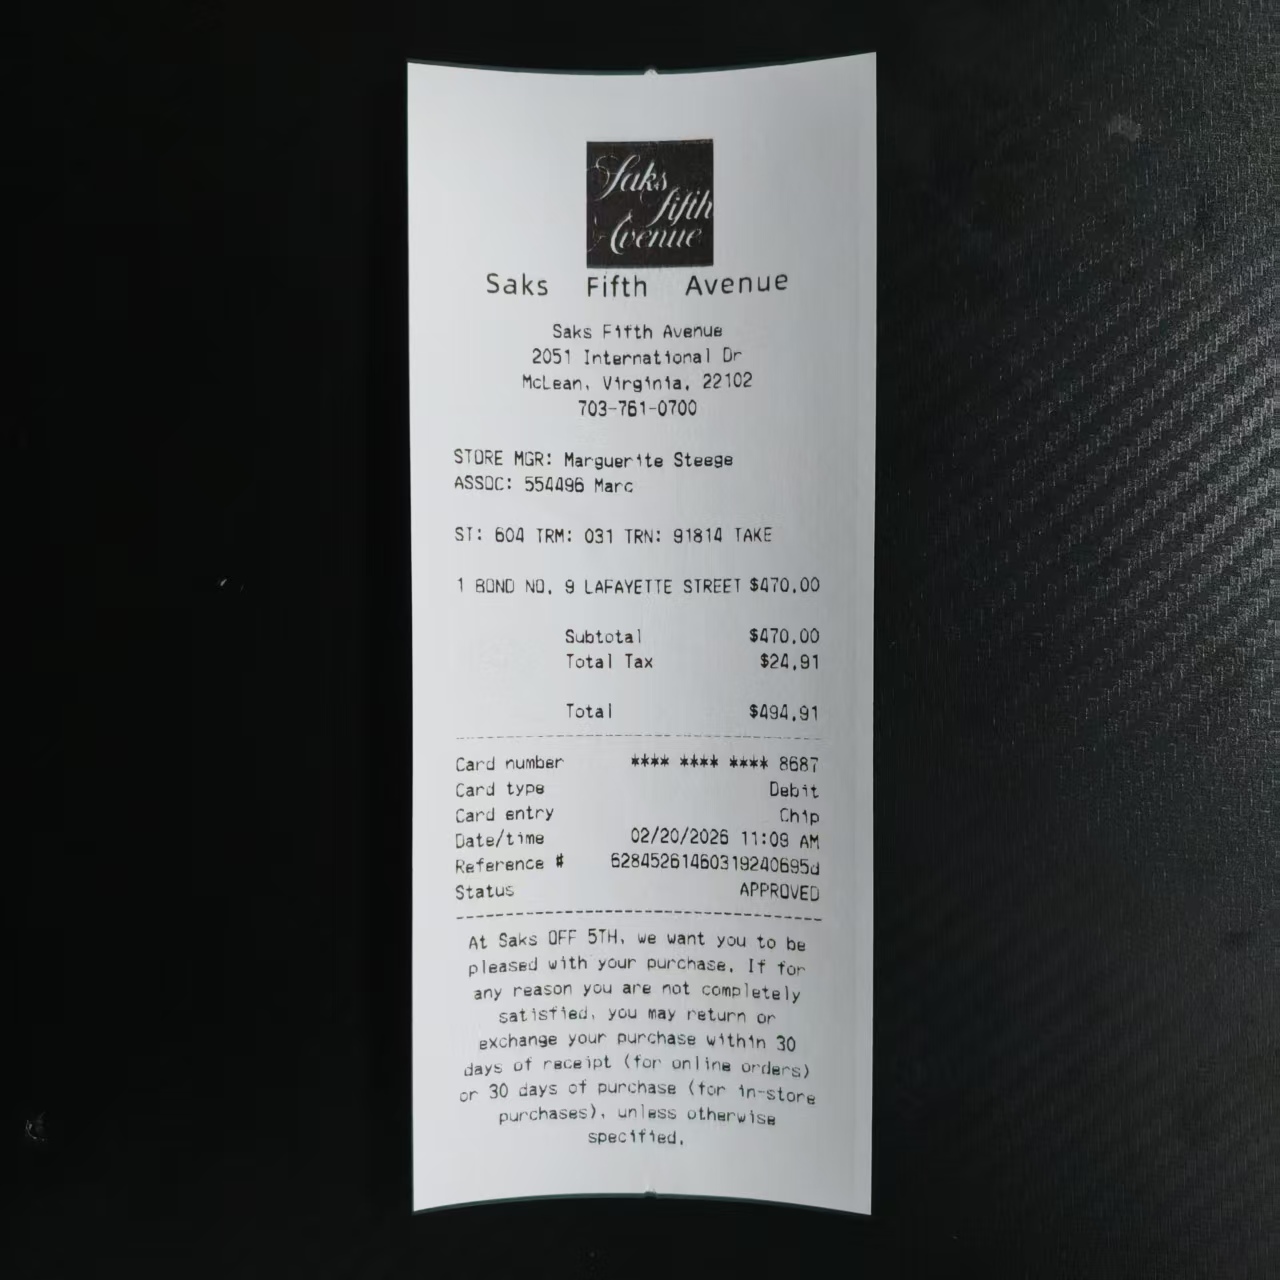 Saks
fifth
Avenue
Saks Fifth Avenue
Saks Fifth Avenue
2051 International Dr
McLean, Virginia, 22102
703-761-0700
STORE MGR: Marguerite Steege
ASSOC: 554496 Marc
ST: 604 TRM: 031 TRN: 91814 TAKE
1 BOND NO. 9 LAFAYETTE STREET $470.00
Subtotal $470.00
Total Tax $24.91
Total $494.91
Card number **** **** **** 8687
Card type Debit
Card entry Chip
Date/time 02/20/2026 11:09 AM
Reference # 62845261460319240695d
Status APPROVED
At Saks OFF 5TH, we want you to be
pleased with your purchase. If for
any reason you are not completely
satisfied, you may return or
exchange your purchase within 30
days of receipt (for online orders)
or 30 days of purchase (for in-store
purchases), unless otherwise
specified.